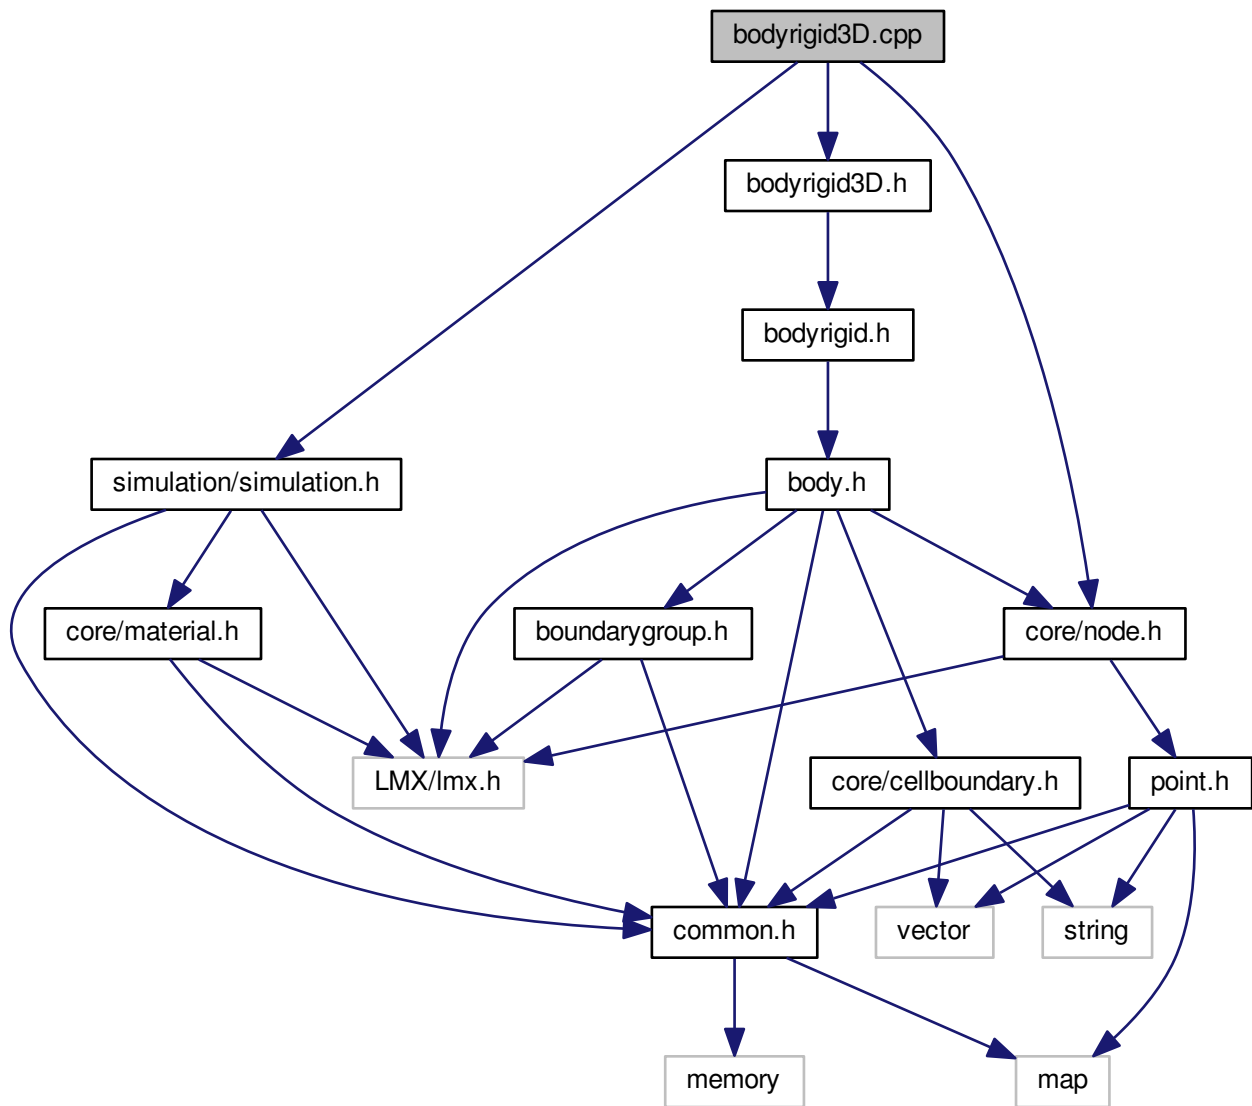 bodyrigid3D.cpp
bodyrigid3D.h
bodyrigid.h
simulation/simulation.h
body.h
core/material.h
boundarygroup.h
core/node.h
LMX/lmx.h
core/cellboundary.h
point.h
common.h
vector
string
memory
map